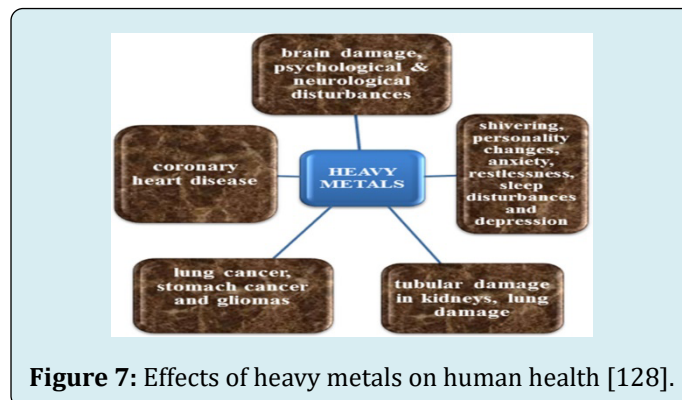 brain damage,
psychological &
neurological
disturbances
shivering,
personality
changes,
anxiety,
restlessness,
sleep
disturbances
and
depression
coronary
heart disease
HEAVY
METALS
lung cancer,
stomach cancer
and gliomas
tubular damage
in kidneys, lung
damage
Figure 7: Effects of heavy metals on human health [128].